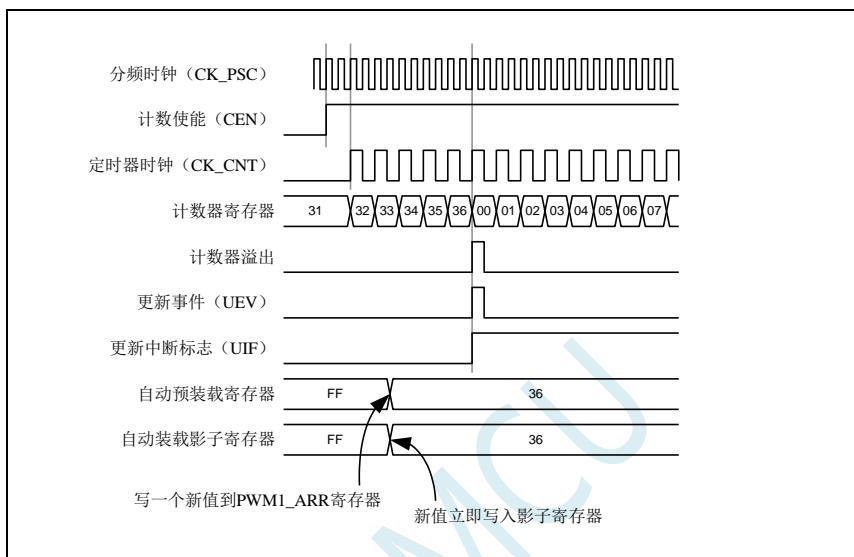 分频时钟（CK_PSC）
计数使能（CEN）
定时器时钟（CK_CNT）
计数器寄存器 31 32 33 34 35 36 00 01 02 03 04 05 06 07
计数器溢出
更新事件（UEV）
更新中断标志（UIF）
自动预装载寄存器 FF 36
自动装载影子寄存器 FF 36
写一个新值到PWM1_ARR寄存器
新值立即写入影子寄存器
MCU